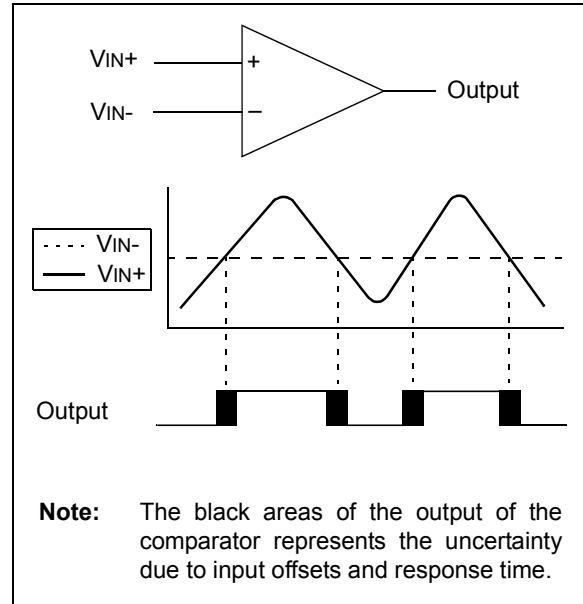 VIN+
+
Output
VIN-
–
VIN-
VIN+
Output
Note: The black areas of the output of the
comparator represents the uncertainty
due to input offsets and response time.